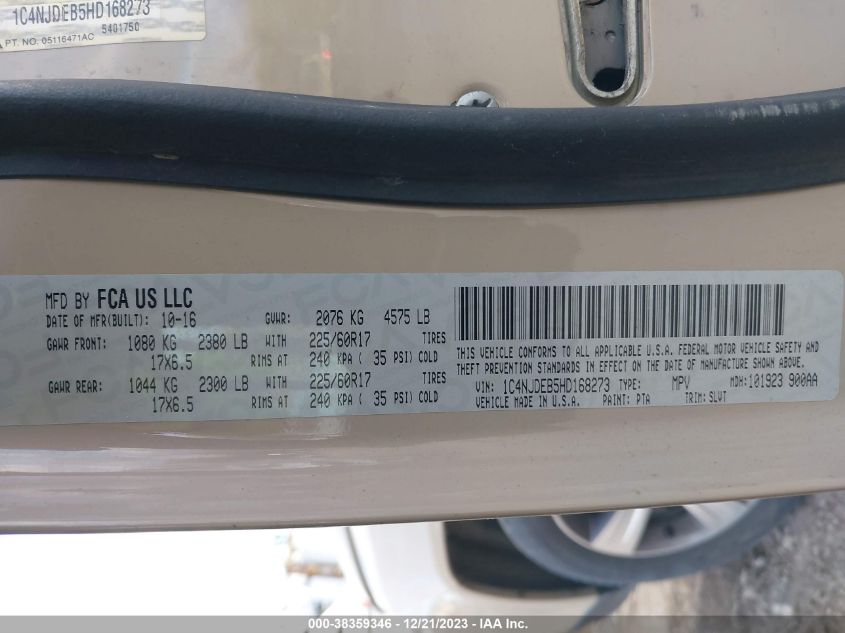 1C4NJDEB5HD168273
5401750
PT. NO. 05116471AC
MFD BY FCA US LLC
DATE OF MFR(BUILT): 10-16 GVWR: 2076 KG 4575 LB
GAWR FRONT: 1080 KG 2380 LB WITH 225/60R17 TIRES
17X6.5 RIMS AT 240 KPA ( 35 PSI) COLD
GAWR REAR: 1044 KG 2300 LB WITH 225/60R17 TIRES
17X6.5 RIMS AT 240 KPA ( 35 PSI) COLD
THIS VEHICLE CONFORMS TO ALL APPLICABLE U.S.A. FEDERAL MOTOR VEHICLE SAFETY AND
THEFT PREVENTION STANDARDS IN EFFECT ON THE DATE OF MANUFACTURE SHOWN ABOVE.
VIN: 1C4NJDEB5HD168273 TYPE: MPV MDH:101923 900AA
VEHICLE MADE IN U.S.A. PAINT: PTA TRIM: SLVT
000-38359346 - 12/21/2023 - IAA Inc.